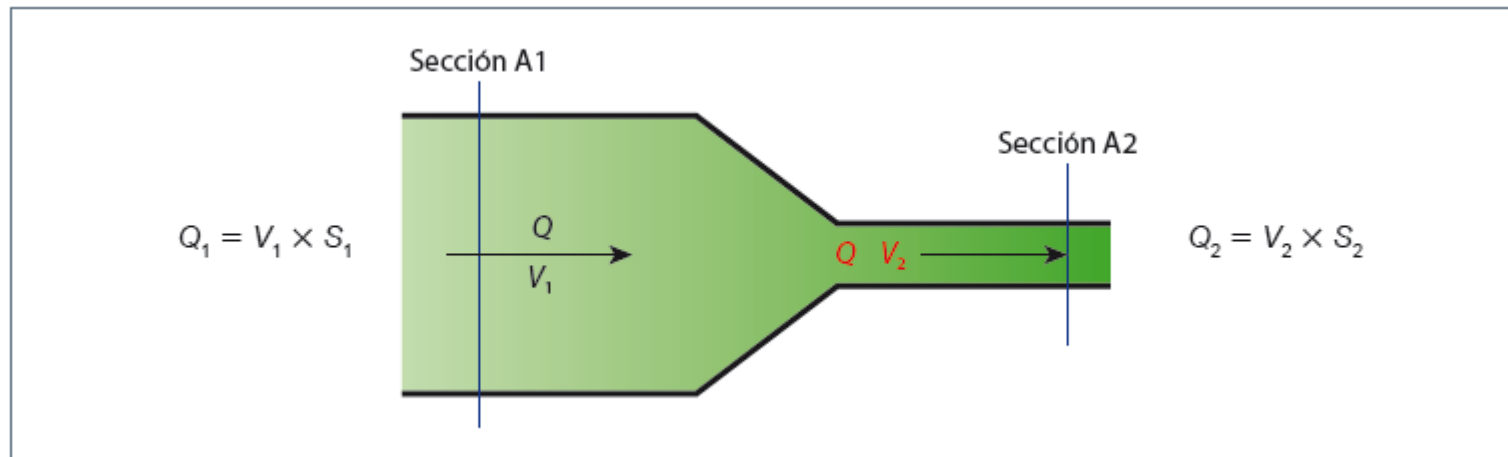 Sección A1
Sección A2
Q₁ = V₁ × S₁
Q
V₁
Q V₂
Q₂ = V₂ × S₂